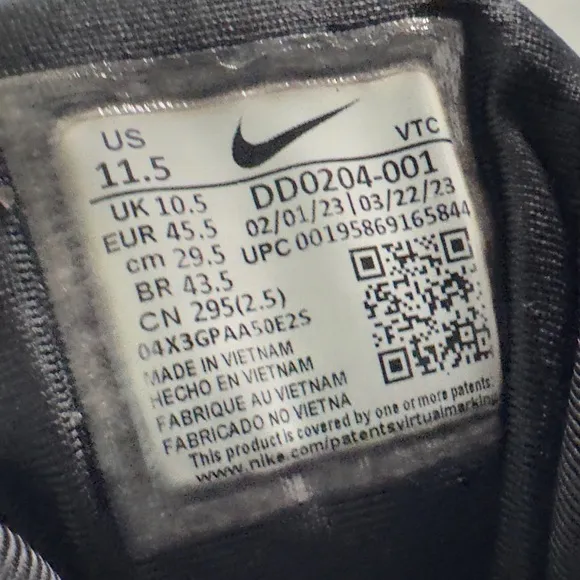 US
11.5
VTC
UK 10.5
EUR 45.5
cm 29.5
BR 43.5
CN 295(2.5)
DD0204-001
02/01/23|03/22/23
UPC 00195869165844
04X3GPAA50E2S
MADE IN VIETNAM
HECHO EN VIETNAM
FABRIQUE AU VIETNAM
FABRICADO NO VIETNA
This product is covered by one or more patents:
www.nike.com/patentsvirtualmarking